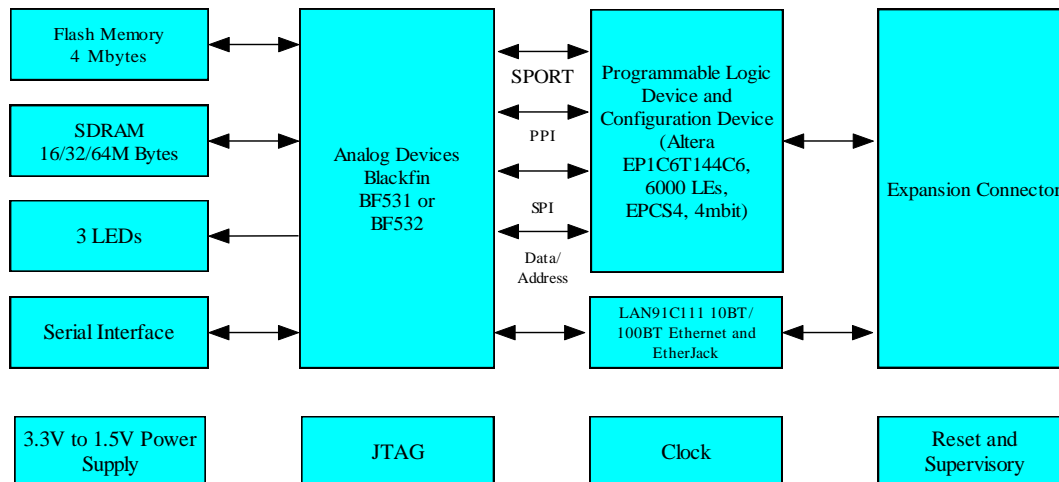 Flash Memory
4 Mbytes
SDRAM
16/32/64M Bytes
3 LEDs
Serial Interface
Analog Devices
Blackfin
BF531 or
BF532
SPORT
PPI
SPI
Data/
Address
Programmable Logic
Device and
Configuration Device
(Altera
EP1C6T144C6,
6000 LEs,
EPCS4, 4mbit)
LAN91C111 10BT/
100BT Ethernet and
EtherJack
Expansion Connector
3.3V to 1.5V Power
Supply
JTAG
Clock
Reset and
Supervisory